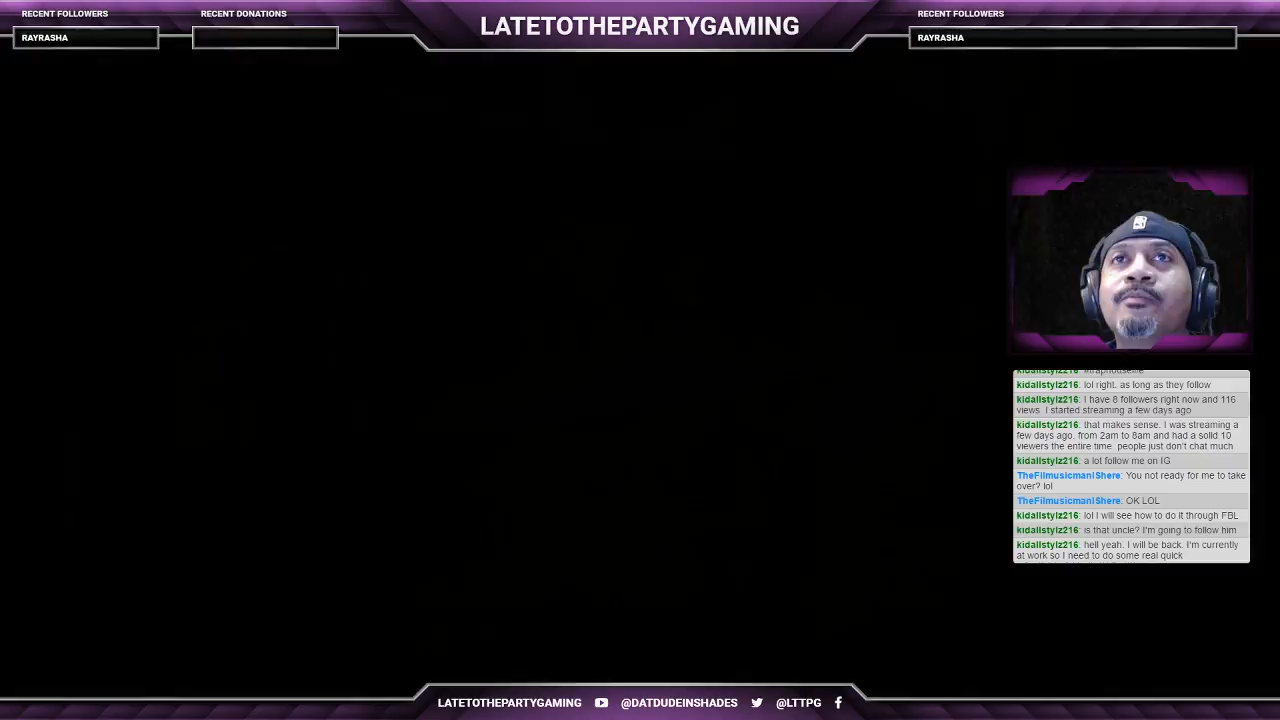 RECENT FOLLOWERS
RECENT DONATIONS
LATETOTHEPARTYGAMING
RECENT FOLLOWERS
RAYRASHA
RAYRASHA
kidallstylz216: lol right. as long as they follow
kidallstylz216: I have 8 followers right now and 116
views. I started streaming a few days ago
kidallstylz216: that makes sense. I was streaming a
few days ago. from 2am to 8am and had a solid 10
viewers the entire time. people just don't chat much
kidallstylz216: a lot follow me on IG
TheFilmusicmanIShere: You not ready for me to take
over? lol
TheFilmusicmanIShere: OK LOL
kidallstylz216: lol I will see how to do it through FBL
kidallstylz216: is that uncle? I'm going to follow him
kidallstylz216: hell yeah. I will be back. I'm currently
at work so I need to do some real quick
LATETOTHEPARTYGAMING
@DATDUDEINSHADES
@LTTPG